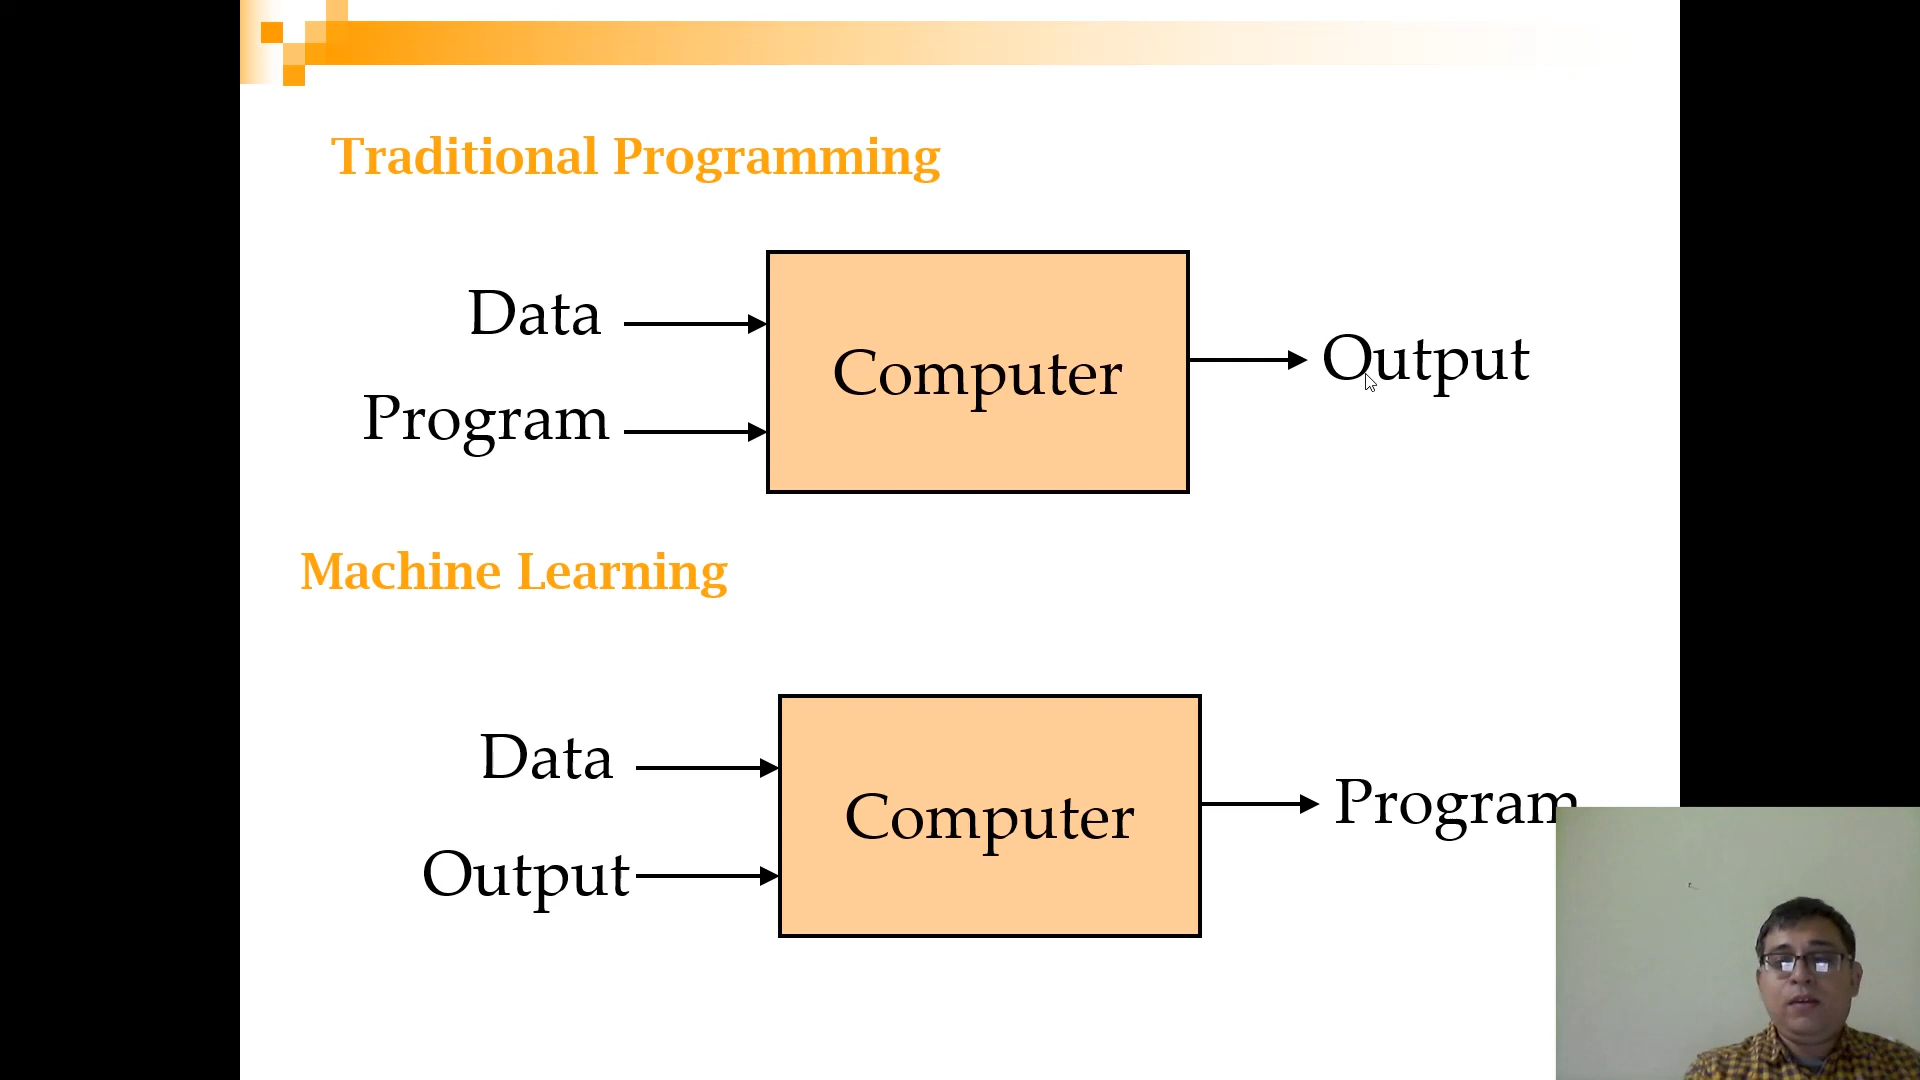 Traditional Programming
Data
Program
Computer
Output
Machine Learning
Data
Output
Computer
Program